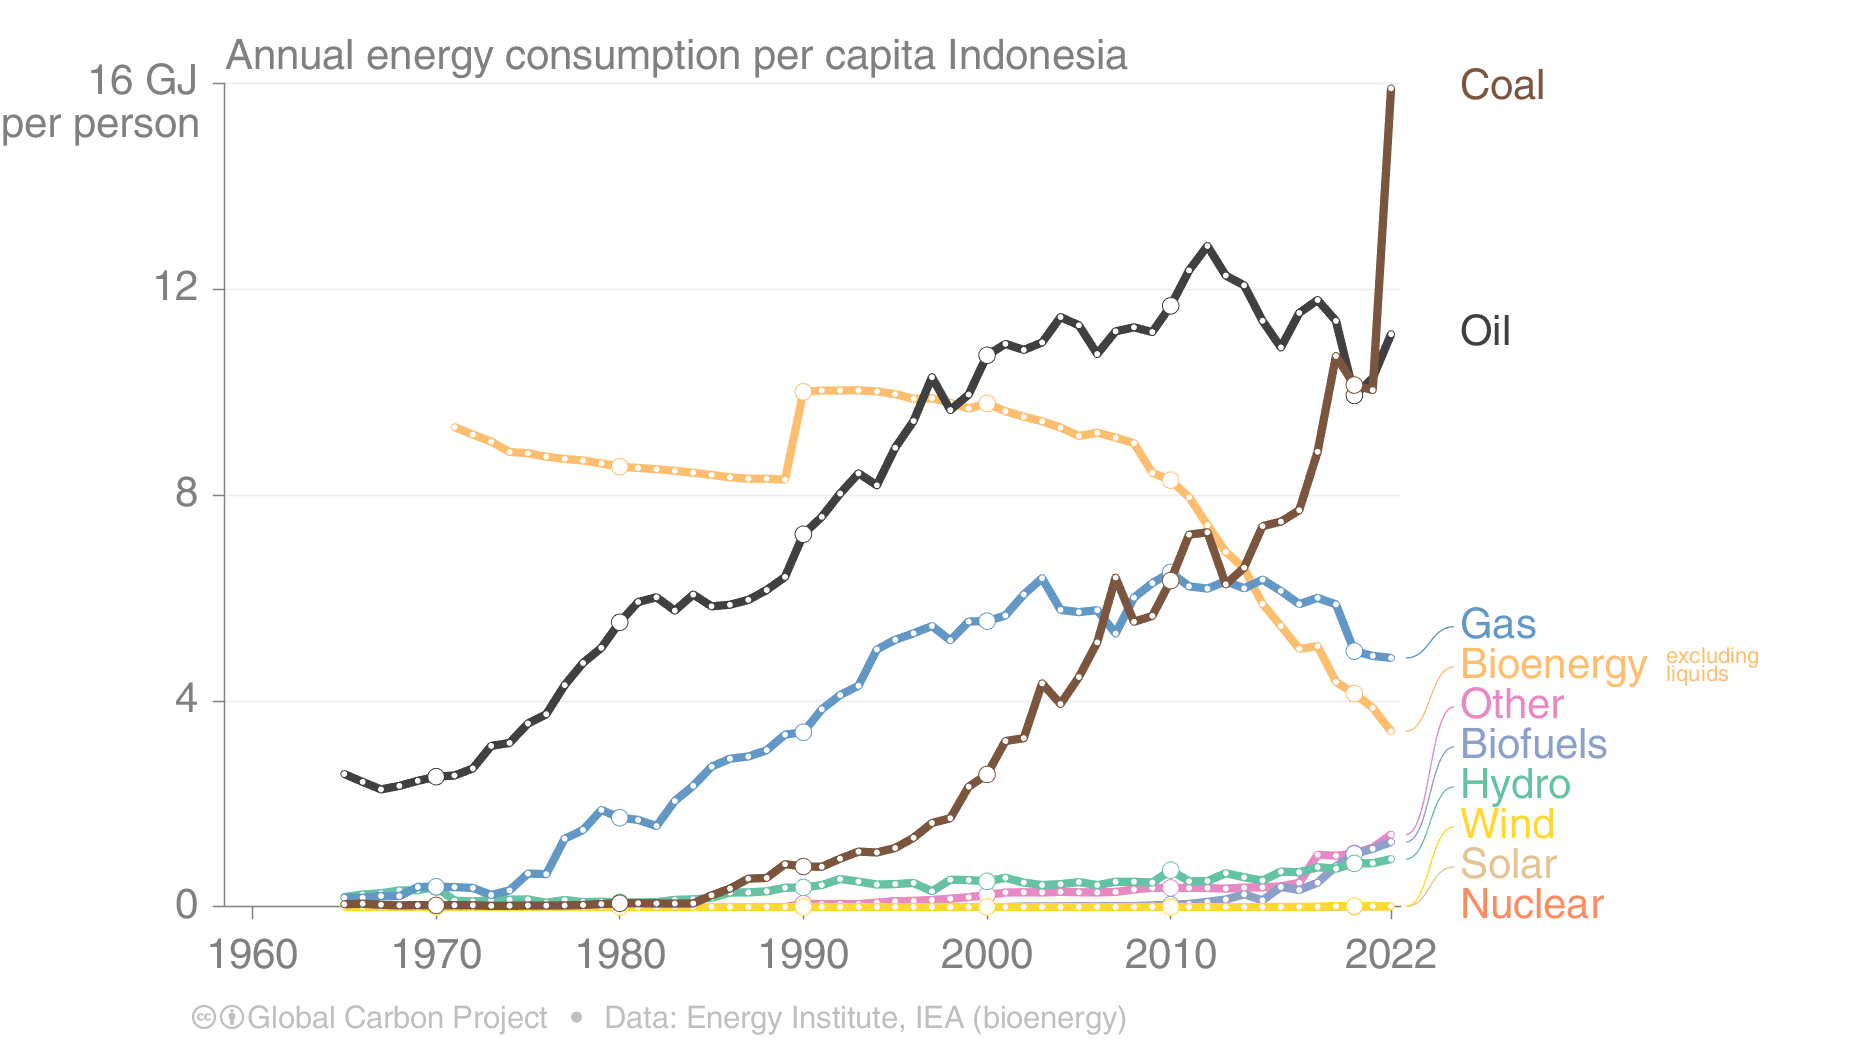 Annual energy consumption per capita Indonesia
16 GJ
per person
12
8
4
0
1960 1970 1980 1990 2000 2010 2022
Coal
Oil
Gas
Bioenergy excluding liquids
Other
Biofuels
Hydro
Wind
Solar
Nuclear
cc Global Carbon Project • Data: Energy Institute, IEA (bioenergy)